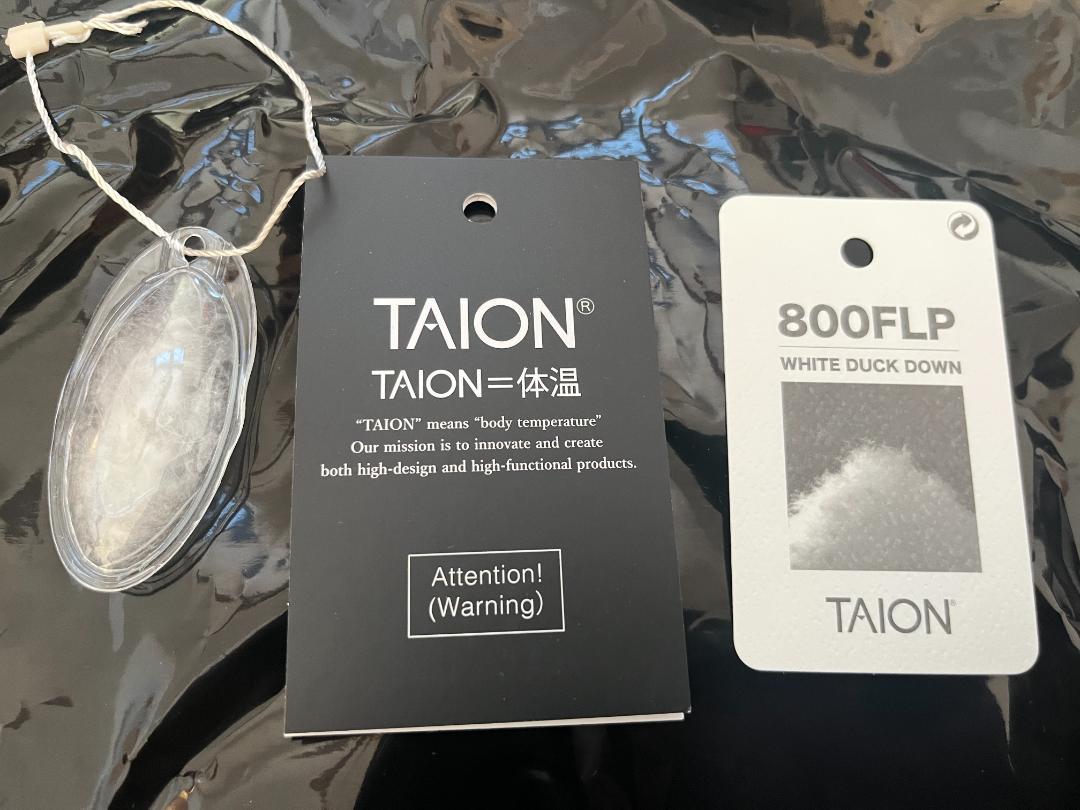 TAION®
TAION=体温
“TAION” means “body temperature”
Our mission is to innovate and create
both high-design and high-functional products.
Attention!
(Warning)
800FLP
WHITE DUCK DOWN
TAION®